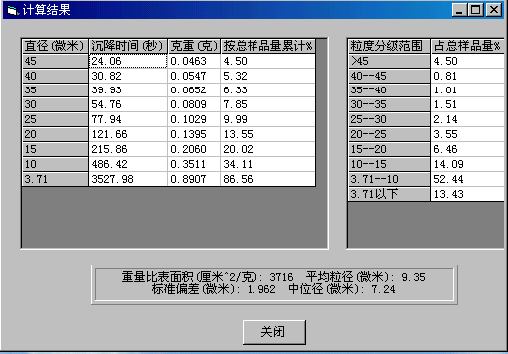 计算结果
直径(微米) 沉降时间(秒) 克重(克) 按总样品量累计% 粒度分级范围 占总样品量%
45 24.06 0.0463 4.50 >45 4.50
40 30.82 0.0547 5.32 40--45 0.81
35 39.93 0.0652 6.33 35--40 1.01
30 54.76 0.0809 7.85 30--35 1.51
25 77.94 0.1029 9.99 25--30 2.14
20 121.66 0.1395 13.55 20--25 3.55
15 215.86 0.2060 20.02 15--20 6.46
10 486.42 0.3511 34.11 10--15 14.09
3.71 3527.98 0.8907 86.56 3.71--10 52.44
3.71以下 13.43
重量比表面积(厘米^2/克): 3716 平均粒径(微米): 9.35
标准偏差(微米): 1.962 中位径(微米): 7.24
关闭